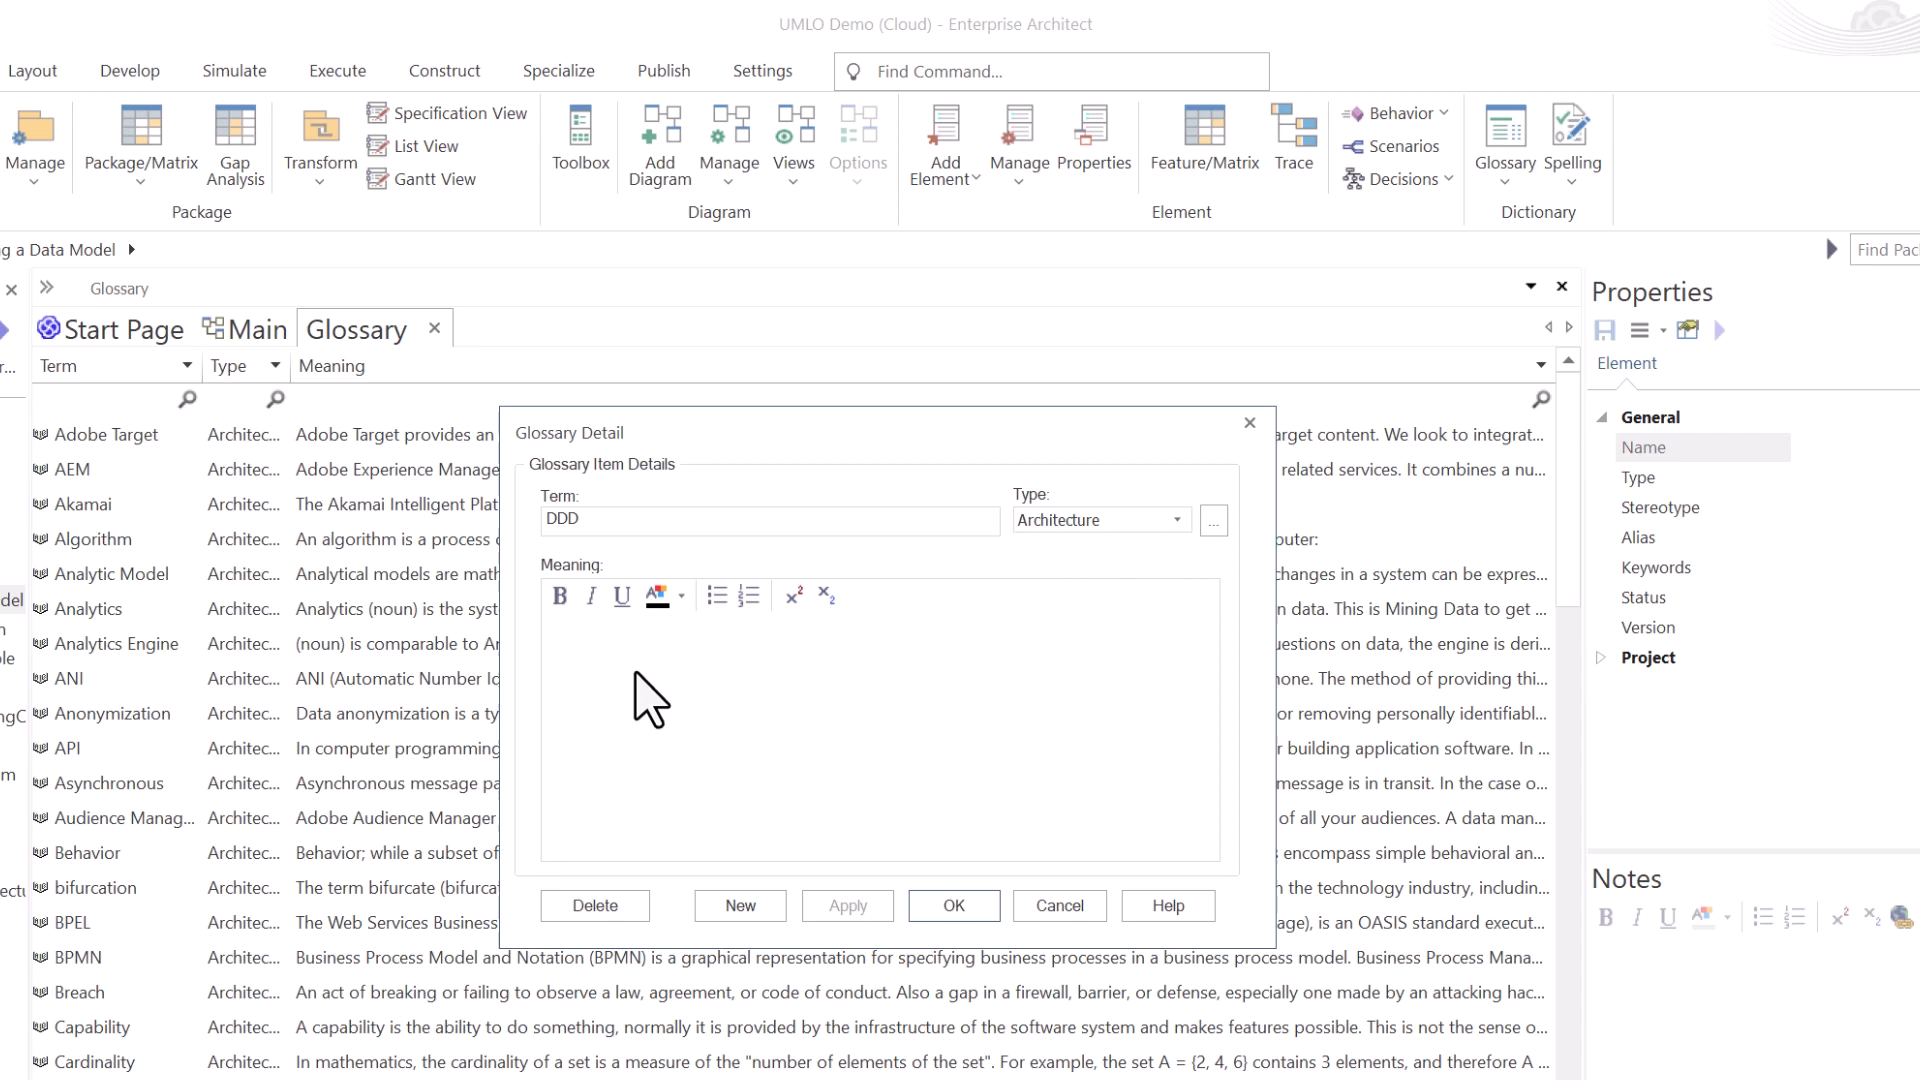 UMLO Demo (Cloud) - Enterprise Architect
Layout Develop Simulate Execute Construct Specialize Publish Settings Find Command...
Manage Package/Matrix Gap Analysis Transform Specification View List View Gantt View
Package
Toolbox Add Diagram Manage Views Options
Diagram
Add Element Manage Properties Feature/Matrix Trace Behavior Scenarios Decisions
Element
Glossary Spelling
Dictionary
g a Data Model
Find Pac
Glossary
Start Page Main Glossary
Term Type Meaning
Adobe Target Architec... Adobe Target provides an arget content. We look to integrat...
AEM Architec... Adobe Experience Manage related services. It combines a nu...
Akamai Architec... The Akamai Intelligent Plat
Algorithm Architec... An algorithm is a process puter:
Analytic Model Architec... Analytical models are math changes in a system can be expres...
Analytics Architec... Analytics (noun) is the syst n data. This is Mining Data to get ...
Analytics Engine Architec... (noun) is comparable to Ar uestions on data, the engine is deri...
ANI Architec... ANI (Automatic Number Id hone. The method of providing thi...
Anonymization Architec... Data anonymization is a ty or removing personally identifiabl...
API Architec... In computer programming r building application software. In ...
Asynchronous Architec... Asynchronous message pa message is in transit. In the case o...
Audience Manag... Architec... Adobe Audience Manager of all your audiences. A data man...
Behavior Architec... Behavior; while a subset of encompass simple behavioral an...
bifurcation Architec... The term bifurcate (bifurcat h the technology industry, includin...
BPEL Architec... The Web Services Business age), is an OASIS standard execut...
BPMN Architec... Business Process Model and Notation (BPMN) is a graphical representation for specifying business processes in a business process model. Business Process Mana...
Breach Architec... An act of breaking or failing to observe a law, agreement, or code of conduct. Also a gap in a firewall, barrier, or defense, especially one made by an attacking hac...
Capability Architec... A capability is the ability to do something, normally it is provided by the infrastructure of the software system and makes features possible. This is not the sense o...
Cardinality Architec... In mathematics, the cardinality of a set is a measure of the "number of elements of the set". For example, the set A = {2, 4, 6} contains 3 elements, and therefore A ...
Glossary Detail
Glossary Item Details
Term: Type:
DDD Architecture ...
Meaning:
B I U
Delete New Apply OK Cancel Help
Properties
Element
General
Name
Type
Stereotype
Alias
Keywords
Status
Version
Project
Notes
B I U
r...
del
n
ple
ngC
m
ectu